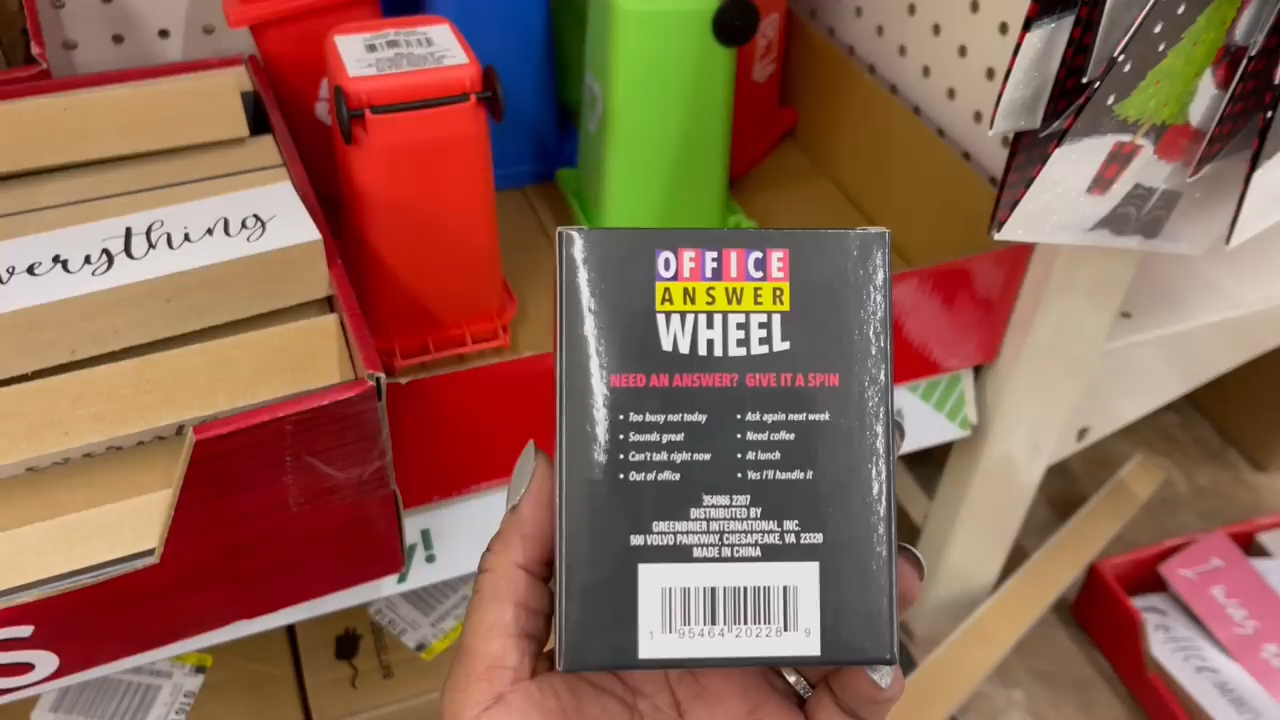 everything
OFFICE
ANSWER
WHEEL
NEED AN ANSWER? GIVE IT A SPIN
• Too busy not today
• Sounds great
• Can't talk right now
• Out of office
• Ask again next week
• Need coffee
• At lunch
• Yes I'll handle it
354966 2207
DISTRIBUTED BY
GREENBRIER INTERNATIONAL, INC.
500 VOLVO PARKWAY, CHESAPEAKE, VA 23320
MADE IN CHINA
1 95464 20228 9
I was